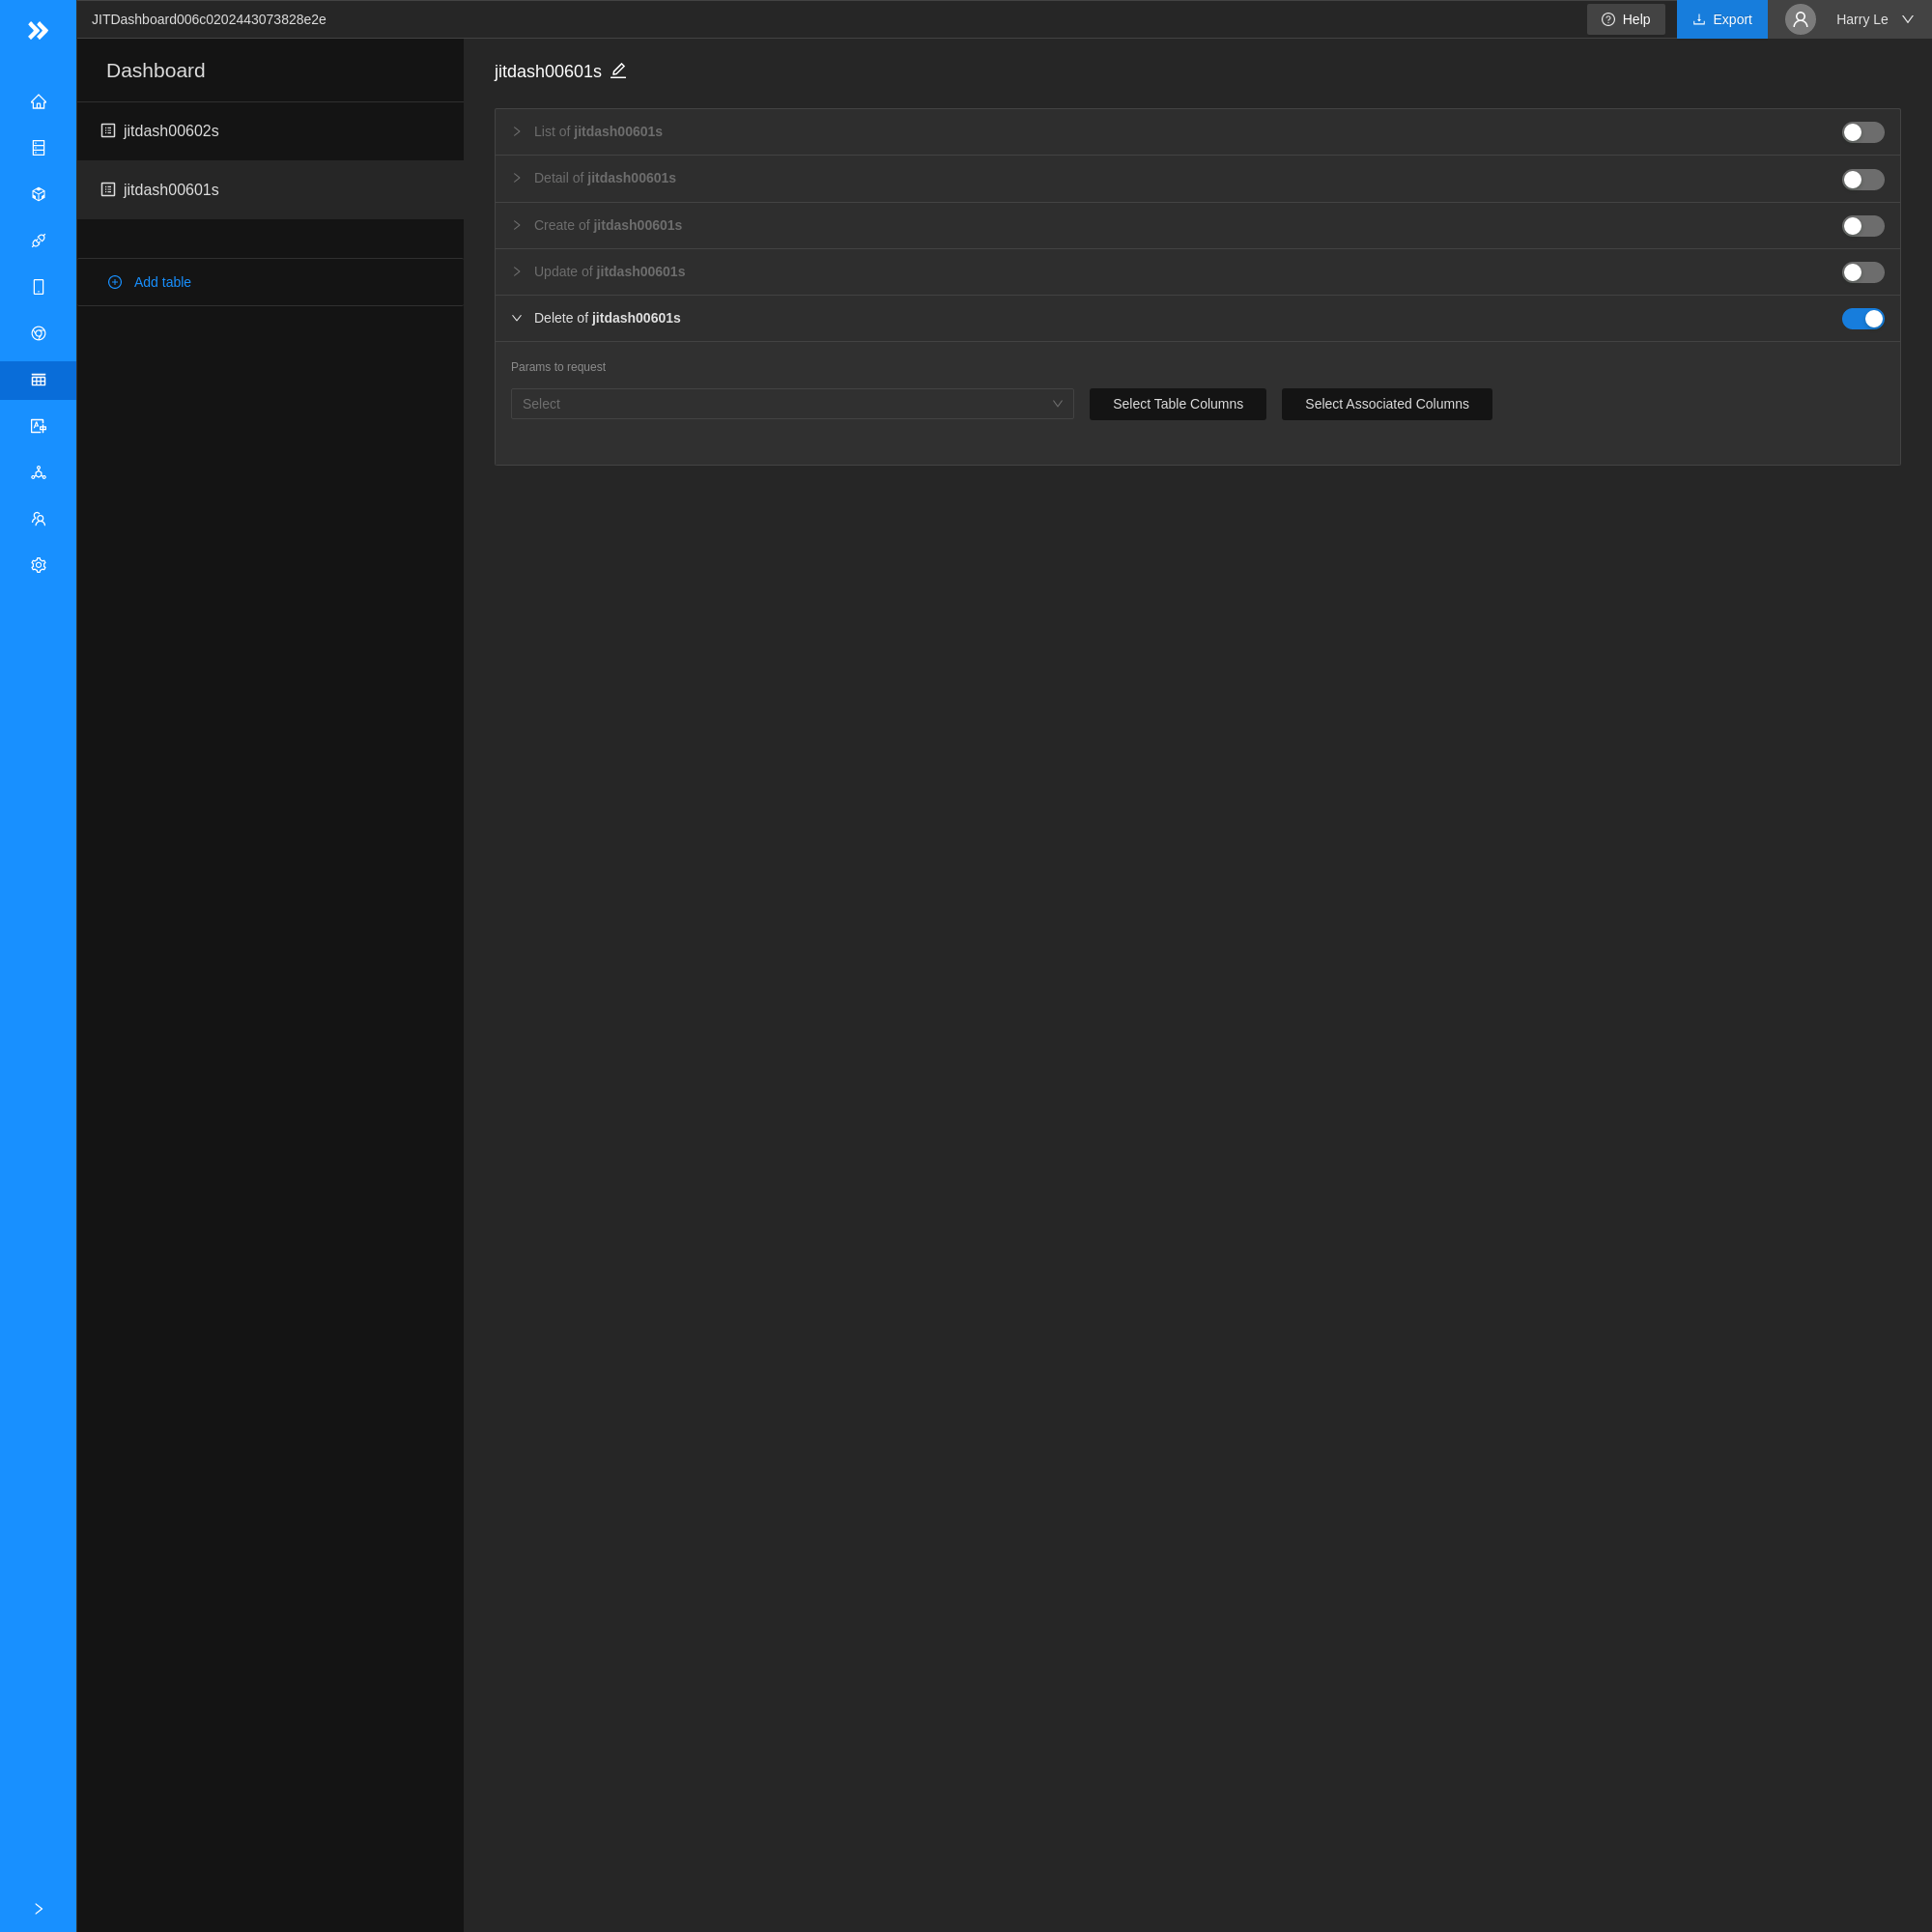 JITDashboard006c0202443073828e2e
Help
Export
Harry Le
Dashboard
jitdash00602s
jitdash00601s
Add table
jitdash00601s
List of jitdash00601s
Detail of jitdash00601s
Create of jitdash00601s
Update of jitdash00601s
Delete of jitdash00601s
Params to request
Select
Select Table Columns
Select Associated Columns